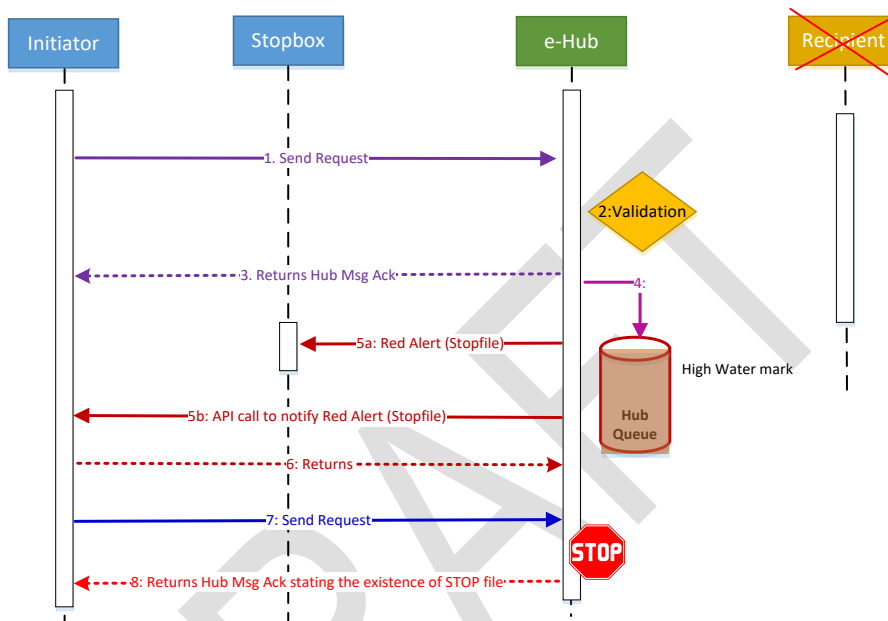 Initiator
Stopbox
e-Hub
Recipient
1. Send Request
2:Validation
3. Returns Hub Msg Ack
4:
5a: Red Alert (Stopfile)
High Water mark
Hub
Queue
5b: API call to notify Red Alert (Stopfile)
6: Returns
7: Send Request
STOP
8: Returns Hub Msg Ack stating the existence of STOP file
DRAFT